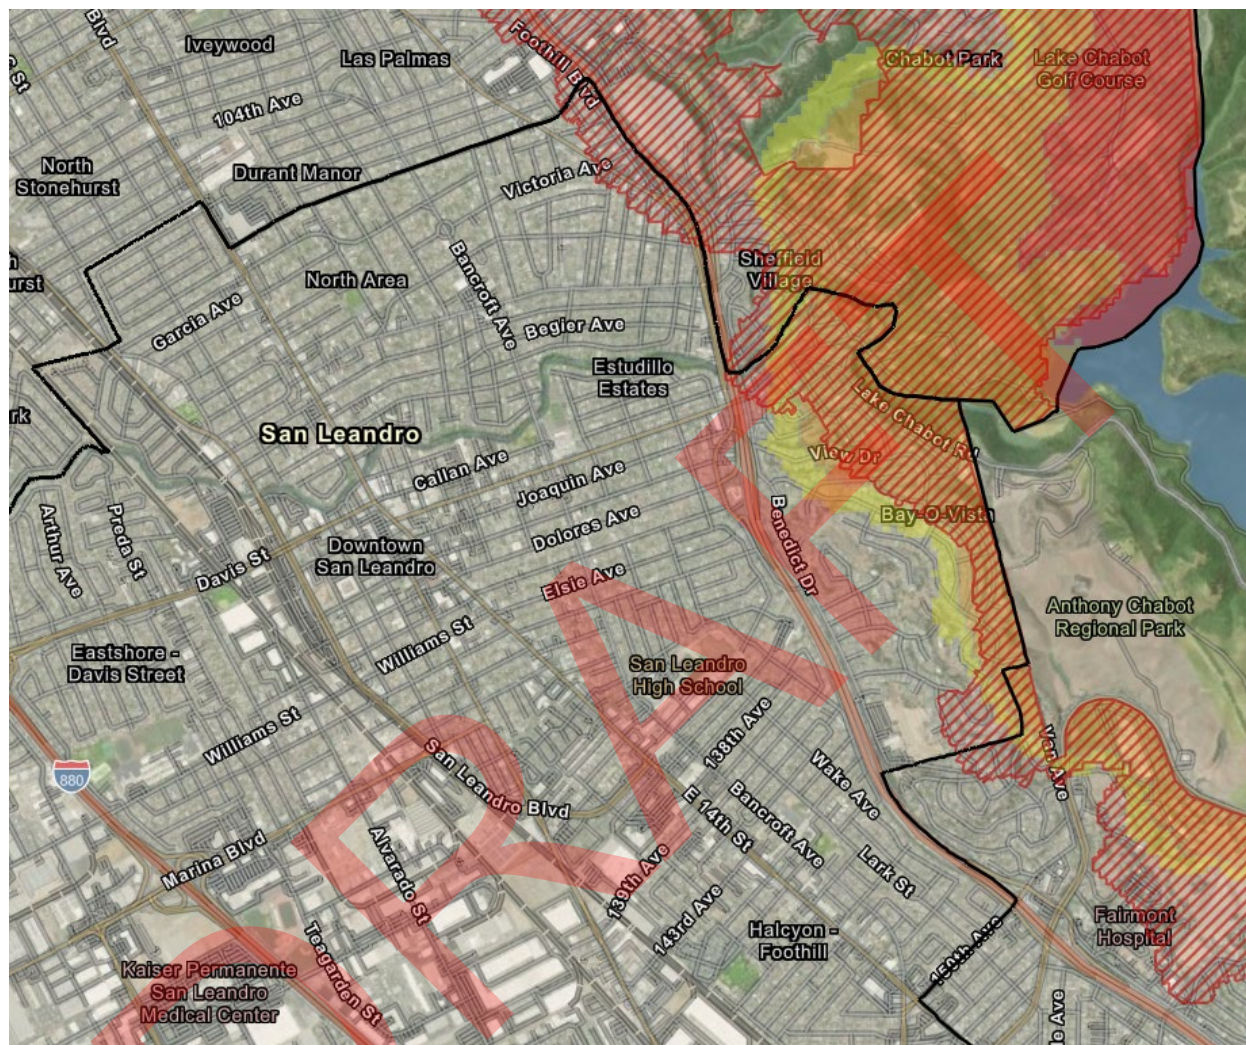 Blvd
Iveywood
Las Palmas
Foothill Blvd
Chabot Park
Lake Chabot
Golf Course
104th Ave
North
Stonehurst
Durant Manor
Victoria Ave
Sheffield
Village
North Area
Bancroft Ave
Garcia Ave
Begier Ave
Estudillo
Estates
San Leandro
Lake Chabot Rd
View Dr
Callan Ave
Joaquin Ave
Bay-O-Vista
Benedict Dr
Dolores Ave
Arthur Ave
Preda St
Davis St
Downtown
San Leandro
Elsie Ave
Anthony Chabot
Regional Park
Williams St
Eastshore -
Davis Street
San Leandro
High School
Williams St
138th Ave
880
San Leandro Blvd
Wake Ave
E 14th St
Bancroft Ave
Marina Blvd
Alvarado St
139th Ave
Lark St
143rd Ave
Halcyon -
Foothill
150th Ave
Fairmont
Hospital
Teagarden St
Kaiser Permanente
San Leandro
Medical Center
DRAFT